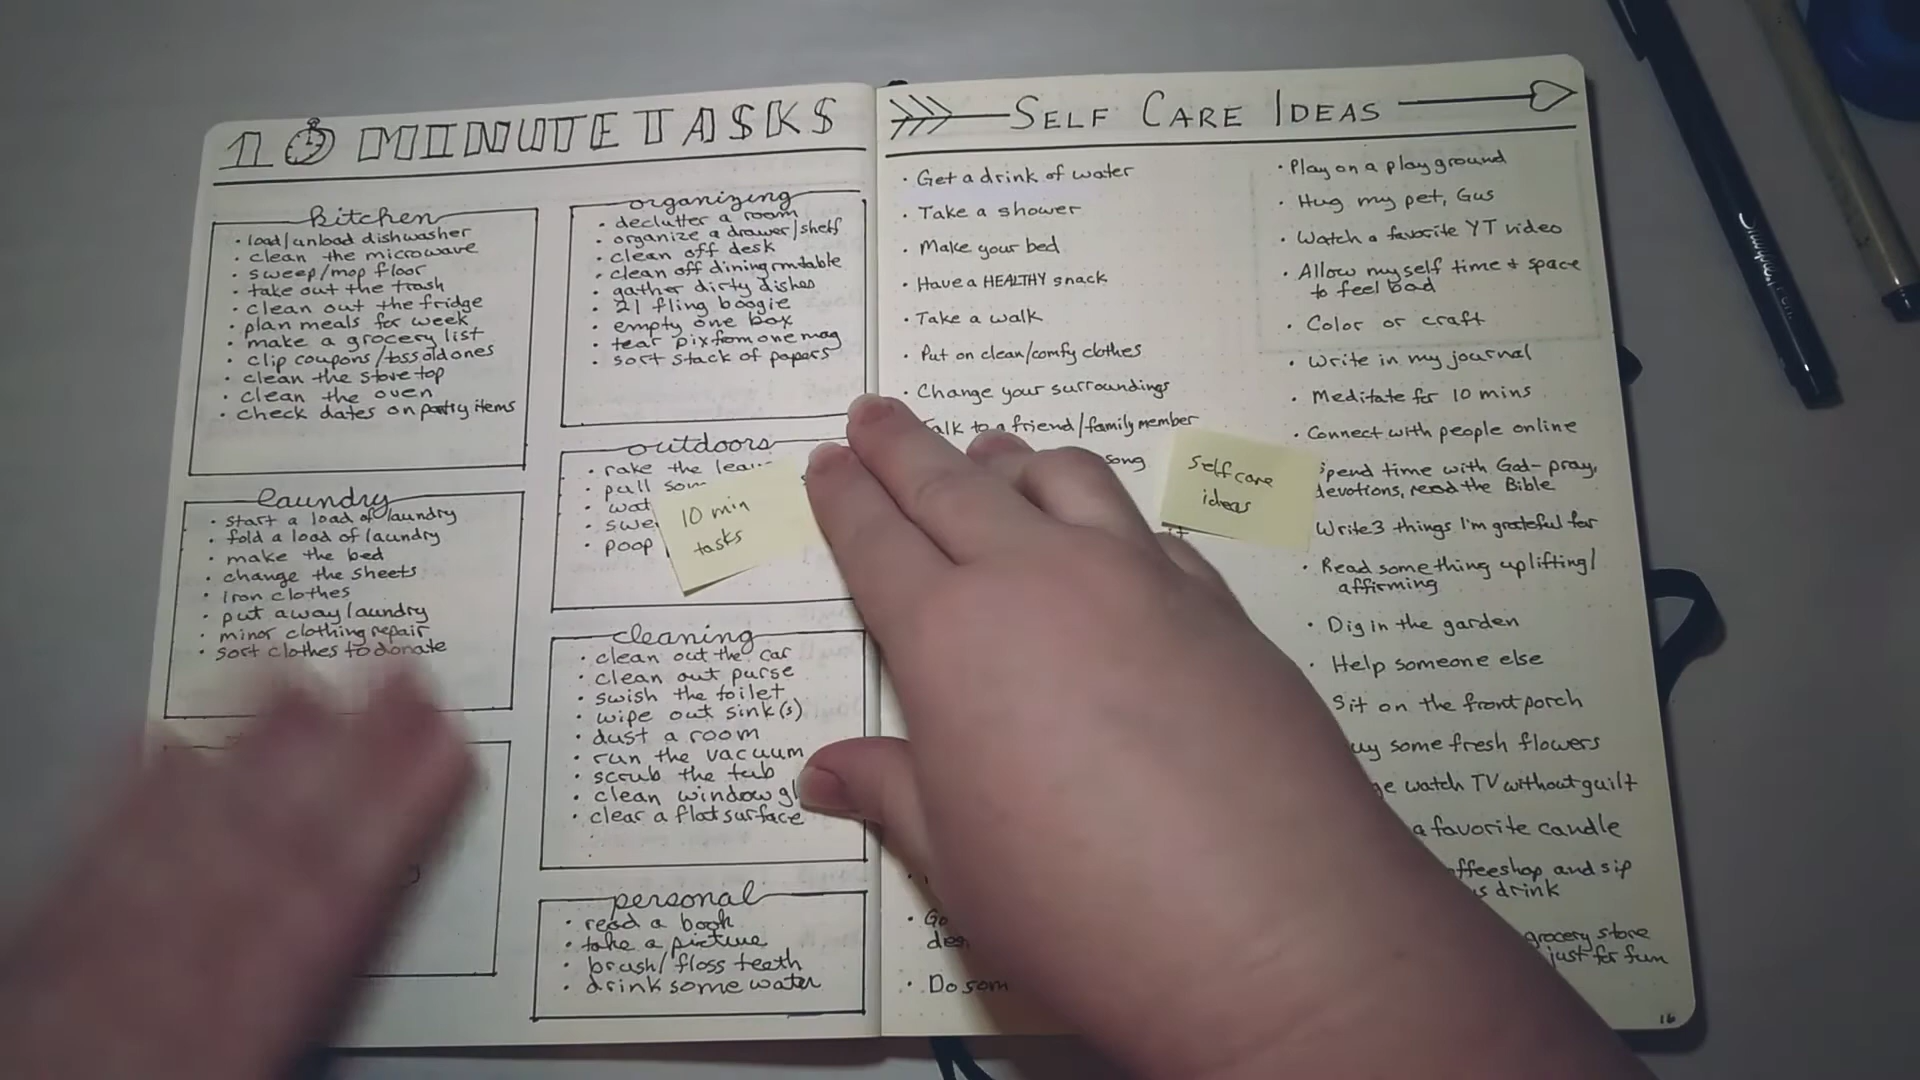 10 MINUTE TASKS
kitchen
• load/unload dishwasher
• clean the microwave
• sweep/mop floor
• take out the trash
• clean out the fridge
• plan meals for week
• make a grocery list
• clip coupons/toss old ones
• clean the stove top
• clean the oven
• check dates on pantry items
laundry
• start a load of laundry
• fold a load of laundry
• make the bed
• change the sheets
• iron clothes
• put away laundry
• minor clothing repair
• sort clothes to donate
organizing
• declutter a room
• organize a drawer/shelf
• clean off desk
• clean off dining rm table
• gather dirty dishes
• 21 fling boogie
• empty one box
• tear pix from one mag
• sort stack of papers
outdoors
• rake the
• pull
•
•
• poop
10 min
tasks
cleaning
• clean out the car
• clean out purse
• swish the toilet
• wipe out sink(s)
• dust a room
• run the vacuum
• scrub the tub
• clean window
• clear a flat surface
personal
• read a book
• take a picture
• brush/floss teeth
• drink some water
SELF CARE IDEAS
• Get a drink of water
• Take a shower
• Make your bed
• Have a HEALTHY snack
• Take a walk
• Put on clean/comfy clothes
• Change your surroundings
Talk to a friend/family member
song
it
• Do
Self care
ideas
• Play on a playground
• Hug my pet, Gus
• Watch a favorite YT video
• Allow myself time + space
to feel bad
• Color or craft
• Write in my journal
• Meditate for 10 mins
• Connect with people online
Spend time with God- pray,
devotions, read the Bible
Write 3 things I'm grateful for
• Read something uplifting/
affirming
• Dig in the garden
• Help someone else
Sit on the front porch
some fresh flowers
watch TV without guilt
a favorite candle
and sip
drink
grocery store
just for fun
16
Sharpie Pen